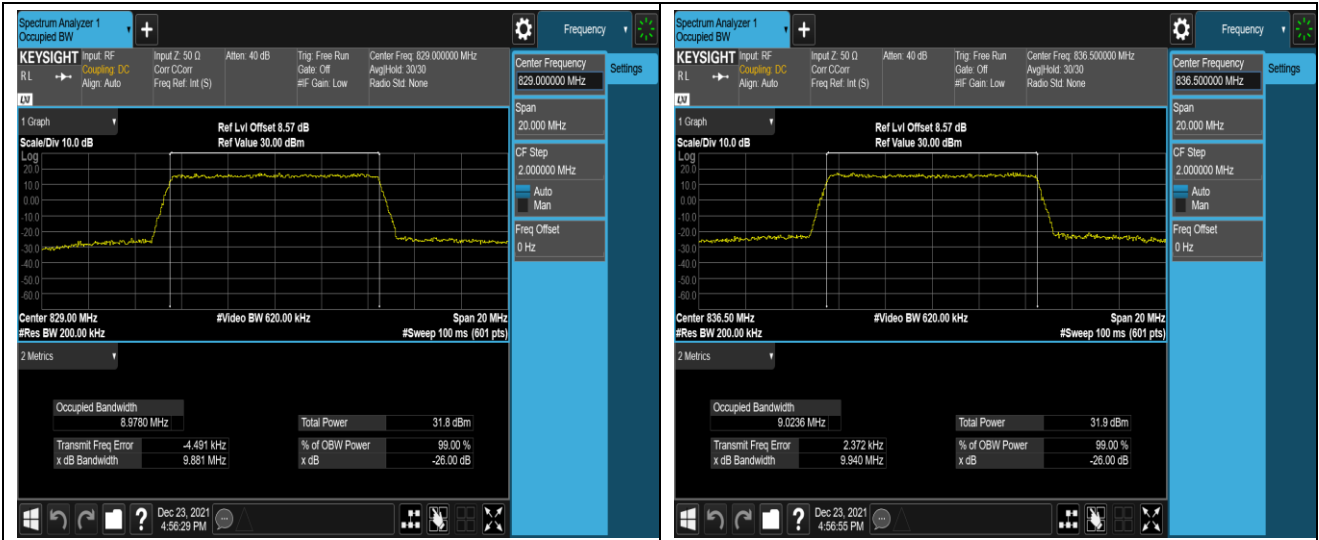 Spectrum Analyzer 1
Occupied BW
+
Frequency
KEYSIGHT
RL
LXI
Input: RF
Coupling: DC
Align: Auto
Input Z: 50 Ω
Corr CCorr
Freq Ref: Int (S)
Atten: 40 dB
Trig: Free Run
Gate: Off
#IF Gain: Low
Center Freq: 829.000000 MHz
Avg|Hold: 30/30
Radio Std: None
Center Frequency
829.000000 MHz
Settings
Span
20.000 MHz
CF Step
2.000000 MHz
Auto
Man
Freq Offset
0 Hz
1 Graph
Scale/Div 10.0 dB
Ref Lvl Offset 8.57 dB
Ref Value 30.00 dBm
Log
20.0
10.0
0.00
-10.0
-20.0
-30.0
-40.0
-50.0
-60.0
Center 829.00 MHz
#Video BW 620.00 kHz
Span 20 MHz
#Res BW 200.00 kHz
#Sweep 100 ms (601 pts)
2 Metrics
Occupied Bandwidth
8.9780 MHz
Total Power 31.8 dBm
Transmit Freq Error -4.491 kHz
% of OBW Power 99.00 %
x dB Bandwidth 9.881 MHz
x dB -26.00 dB
?
Dec 23, 2021
4:56:29 PM
Spectrum Analyzer 1
Occupied BW
+
Frequency
KEYSIGHT
RL
LXI
Input: RF
Coupling: DC
Align: Auto
Input Z: 50 Ω
Corr CCorr
Freq Ref: Int (S)
Atten: 40 dB
Trig: Free Run
Gate: Off
#IF Gain: Low
Center Freq: 836.500000 MHz
Avg|Hold: 30/30
Radio Std: None
Center Frequency
836.500000 MHz
Settings
Span
20.000 MHz
CF Step
2.000000 MHz
Auto
Man
Freq Offset
0 Hz
1 Graph
Scale/Div 10.0 dB
Ref Lvl Offset 8.57 dB
Ref Value 30.00 dBm
Log
20.0
10.0
0.00
-10.0
-20.0
-30.0
-40.0
-50.0
-60.0
Center 836.50 MHz
#Video BW 620.00 kHz
Span 20 MHz
#Res BW 200.00 kHz
#Sweep 100 ms (601 pts)
2 Metrics
Occupied Bandwidth
9.0236 MHz
Total Power 31.9 dBm
Transmit Freq Error 2.372 kHz
% of OBW Power 99.00 %
x dB Bandwidth 9.940 MHz
x dB -26.00 dB
?
Dec 23, 2021
4:56:55 PM